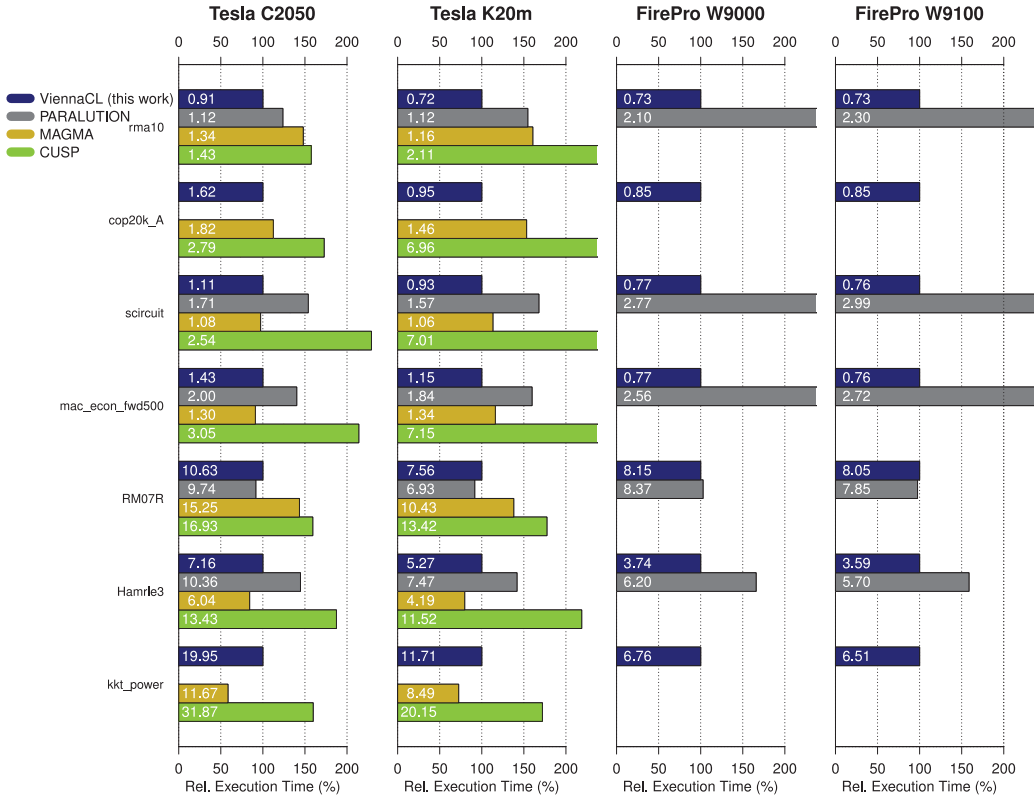 Tesla C2050 Tesla K20m FirePro W9000 FirePro W9100
0 50 100 150 200 0 50 100 150 200 0 50 100 150 200 0 50 100 150 200
ViennaCL (this work)
PARALUTION
MAGMA
CUSP
rma10
0.91 0.72 0.73 0.73
1.12 1.12 2.10 2.30
1.34 1.16
1.43 2.11
cop20k_A
1.62 0.95 0.85 0.85
1.82 1.46
2.79 6.96
scircuit
1.11 0.93 0.77 0.76
1.71 1.57 2.77 2.99
1.08 1.06
2.54 7.01
mac_econ_fwd500
1.43 1.15 0.77 0.76
2.00 1.84 2.56 2.72
1.30 1.34
3.05 7.15
RM07R
10.63 7.56 8.15 8.05
9.74 6.93 8.37 7.85
15.25 10.43
16.93 13.42
Hamrle3
7.16 5.27 3.74 3.59
10.36 7.47 6.20 5.70
6.04 4.19
13.43 11.52
kkt_power
19.95 11.71 6.76 6.51
11.67 8.49
31.87 20.15
0 50 100 150 200 0 50 100 150 200 0 50 100 150 200 0 50 100 150 200
Rel. Execution Time (%) Rel. Execution Time (%) Rel. Execution Time (%) Rel. Execution Time (%)